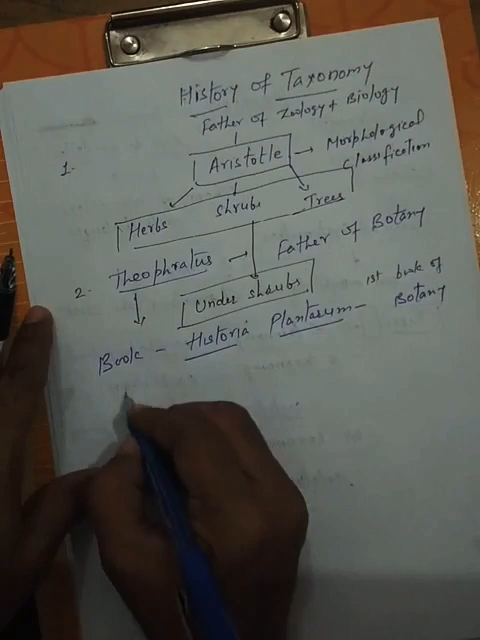 History of Taxonomy
Father of Zoology + Biology
1. Aristotle → Morphological classification
Herbs shrubs Trees
2. Theophratus → Father of Botany
Under shrubs
Book - Historia Plantarum - 1st book of Botany